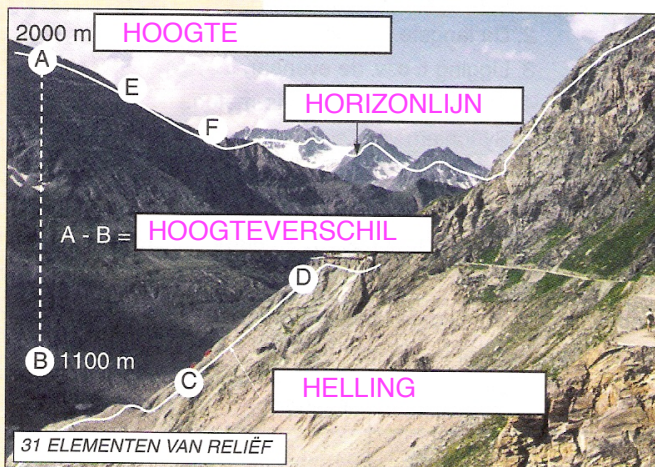 2000 m HOOGTE
A
E
HORIZONLIJN
F
A - B = HOOGTEVERSCHIL
D
B 1100 m
C
HELLING
31 ELEMENTEN VAN RELIËF